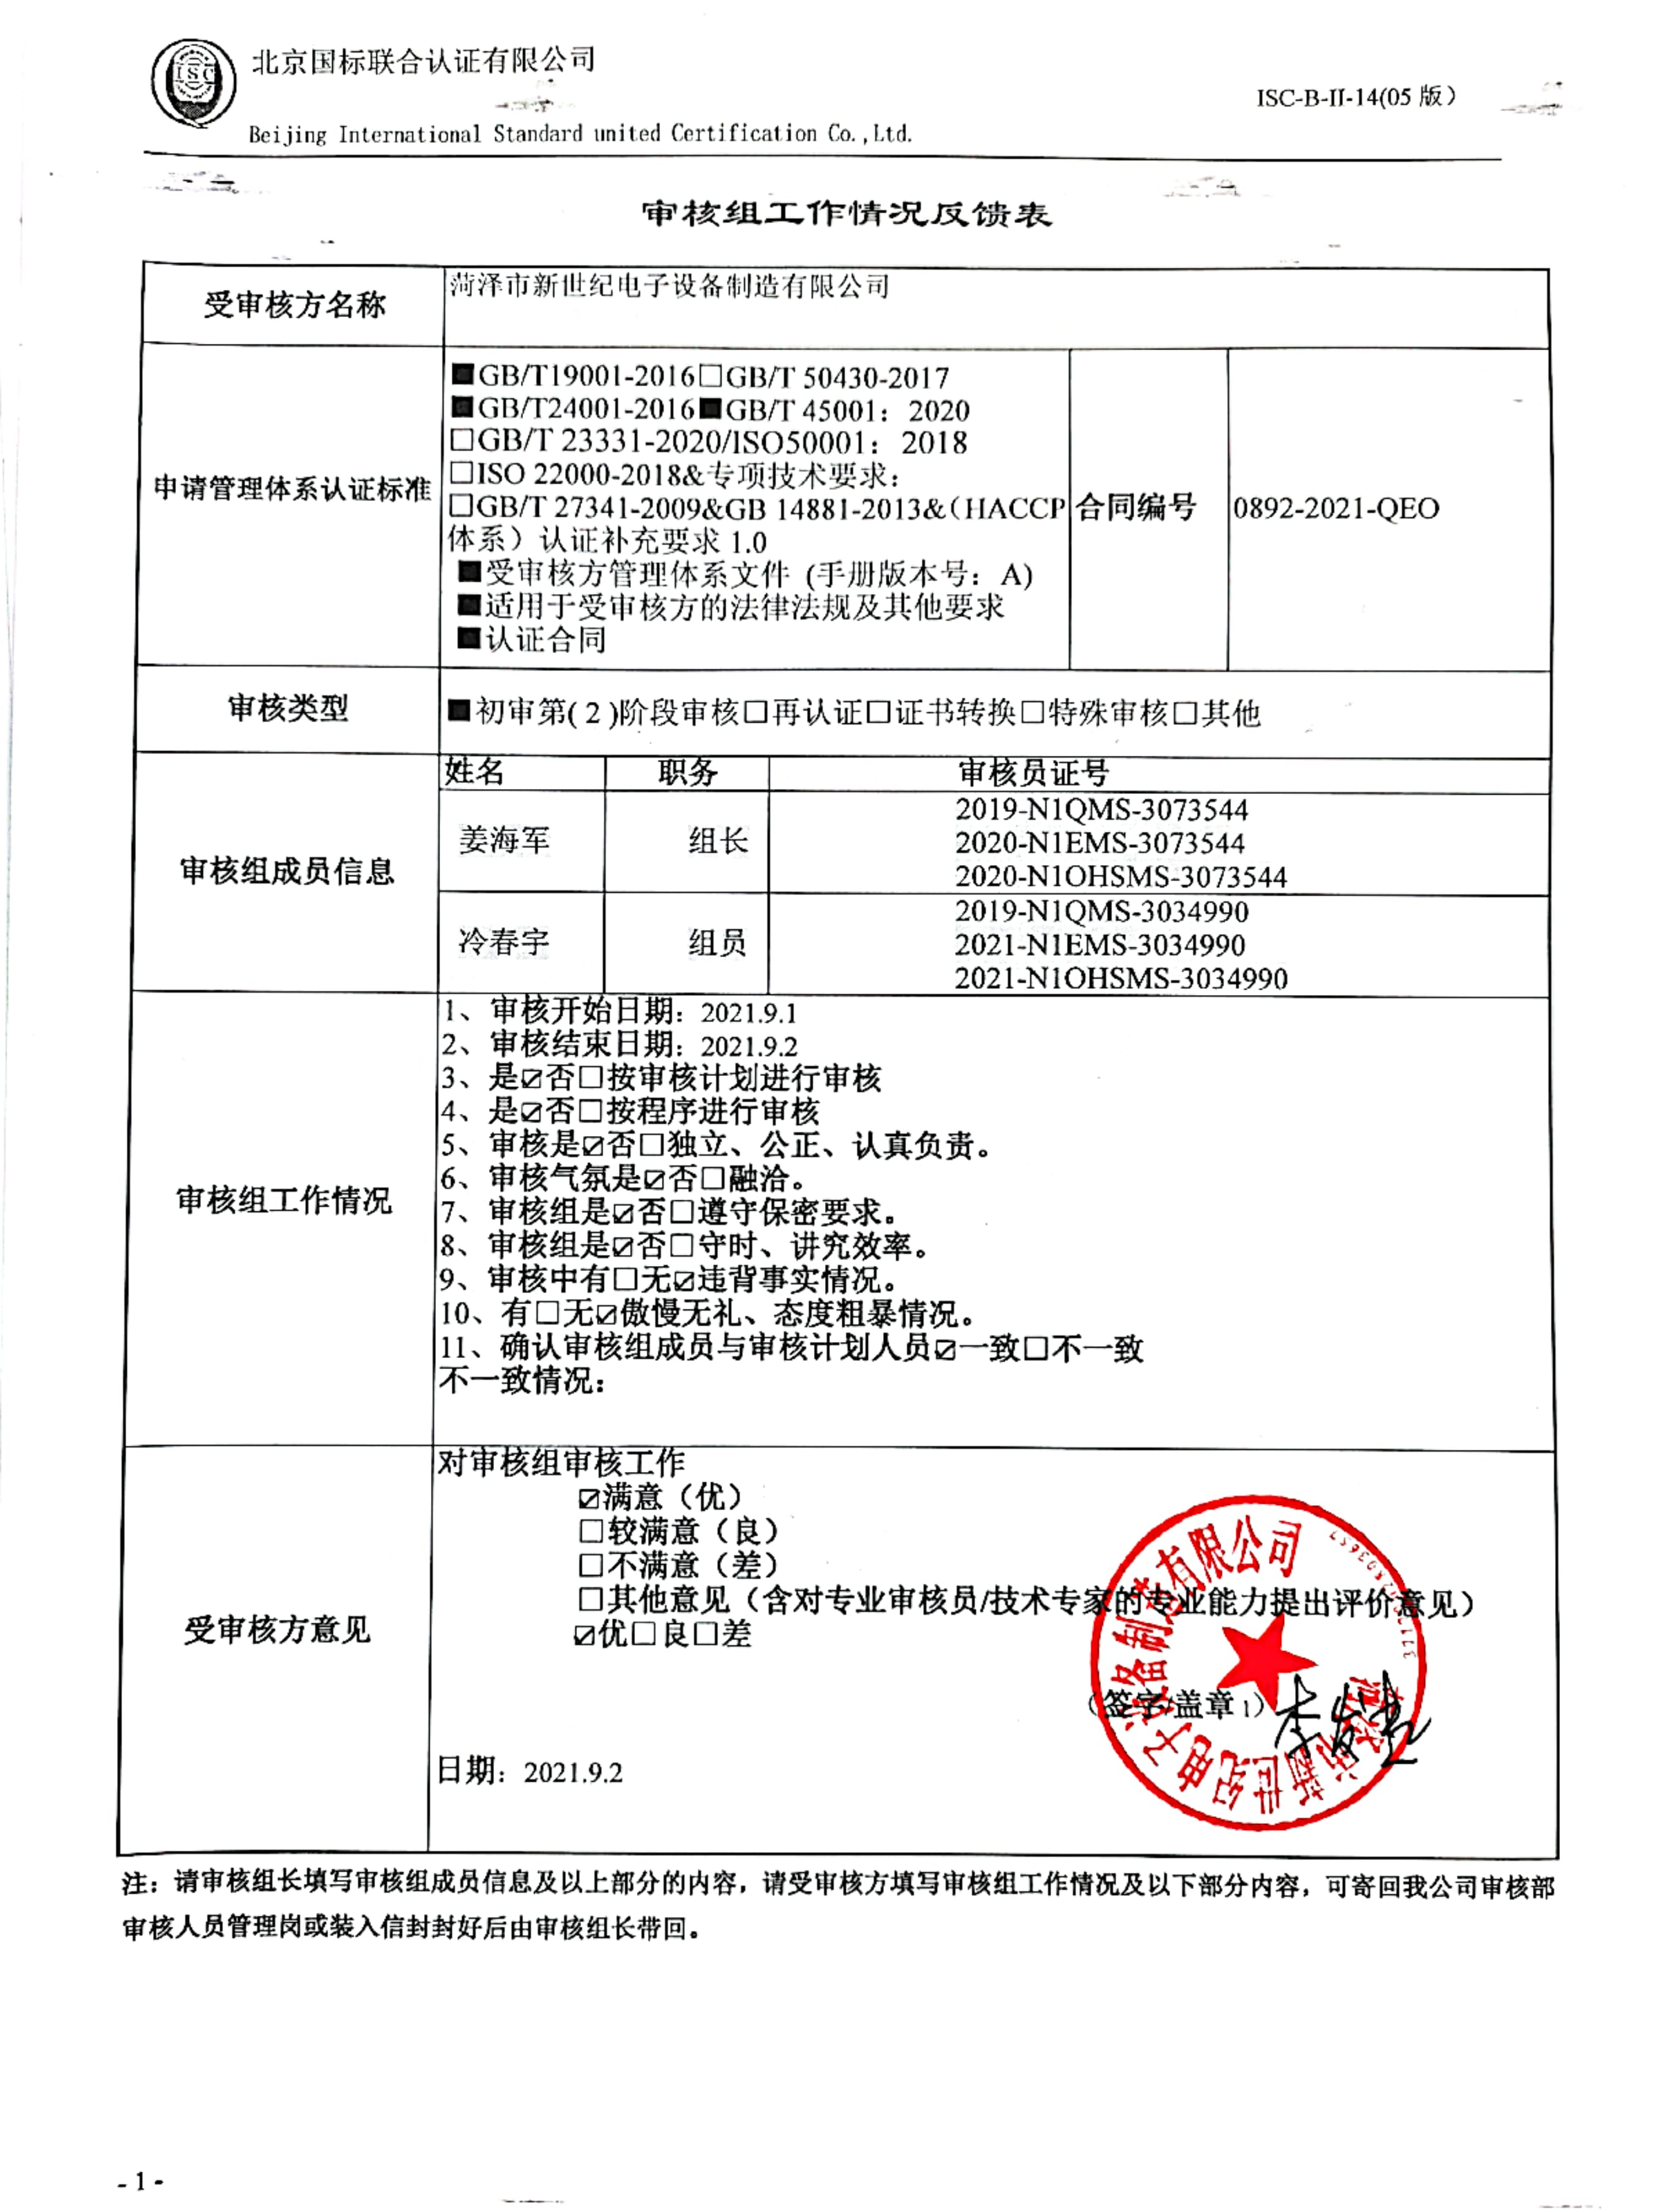 ISC
北京国标联合认证有限公司
ISC-B-II-14(05 版)
Beijing International Standard united Certification Co.,Ltd.
审核组工作情况反馈表
受审核方名称
菏泽市新世纪电子设备制造有限公司
申请管理体系认证标准
■GB/T19001-2016□GB/T 50430-2017
■GB/T24001-2016■GB/T 45001：2020
□GB/T 23331-2020/ISO50001：2018
□ISO 22000-2018&专项技术要求：
□GB/T 27341-2009&GB 14881-2013&（HACCP
体系）认证补充要求 1.0
■受审核方管理体系文件 (手册版本号：A)
■适用于受审核方的法律法规及其他要求
■认证合同
合同编号
0892-2021-QEO
审核类型
■初审第( 2 )阶段审核□再认证□证书转换□特殊审核□其他
审核组成员信息
姓名 职务 审核员证号
姜海军 组长
2019-N1QMS-3073544
2020-N1EMS-3073544
2020-N1OHSMS-3073544
冷春宇 组员
2019-N1QMS-3034990
2021-N1EMS-3034990
2021-N1OHSMS-3034990
审核组工作情况
1、审核开始日期：2021.9.1
2、审核结束日期：2021.9.2
3、是☑否□按审核计划进行审核
4、是☑否□按程序进行审核
5、审核是☑否□独立、公正、认真负责。
6、审核气氛是☑否□融洽。
7、审核组是☑否□遵守保密要求。
8、审核组是☑否□守时、讲究效率。
9、审核中有□无☑违背事实情况。
10、有□无☑傲慢无礼、态度粗暴情况。
11、确认审核组成员与审核计划人员☑一致□不一致
不一致情况：
受审核方意见
对审核组审核工作
☑满意（优）
□较满意（良）
□不满意（差）
□其他意见（含对专业审核员/技术专家的专业能力提出评价意见）
☑优□良□差
（签字/盖章）
菏泽市新世纪电子设备制造有限公司
日期：2021.9.2
注：请审核组长填写审核组成员信息及以上部分的内容，请受审核方填写审核组工作情况及以下部分内容，可寄回我公司审核部
审核人员管理岗或装入信封封好后由审核组长带回。
- 1 -